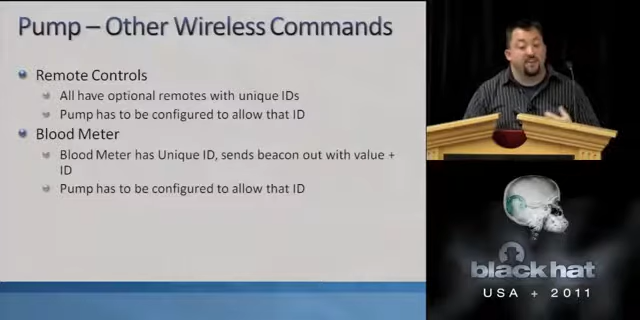 Pump – Other Wireless Commands
Remote Controls
All have optional remotes with unique IDs
Pump has to be configured to allow that ID
Blood Meter
Blood Meter has Unique ID, sends beacon out with value +
ID
Pump has to be configured to allow that ID
black hat
USA + 2011